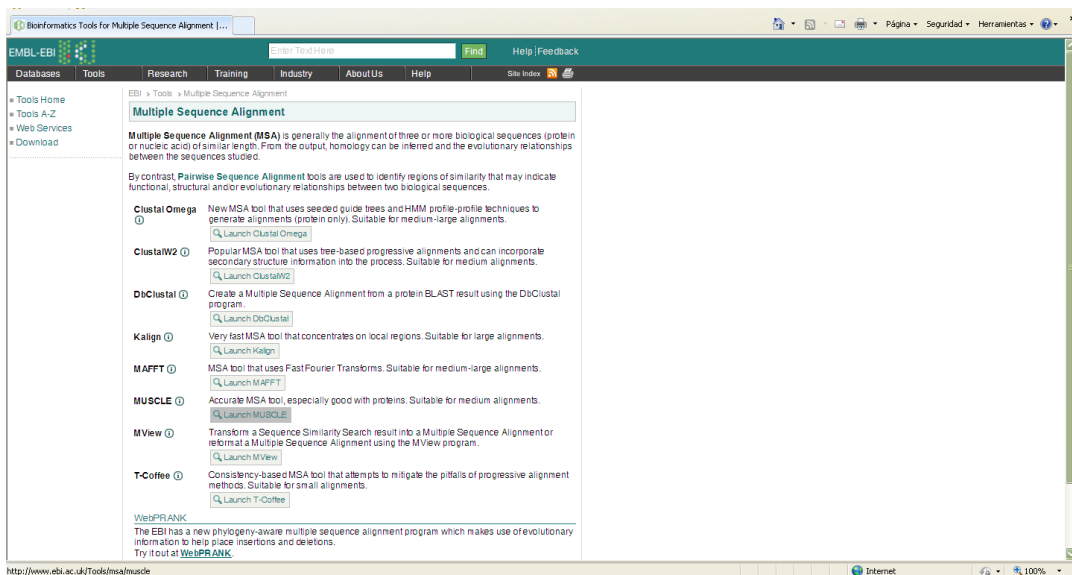 Bioinformatics Tools for Multiple Sequence Alignment |...
Página
Seguridad
Herramientas
EMBL-EBI
Enter Text Here
Find
Help | Feedback
Databases Tools Research Training Industry About Us Help Site Index
Tools Home
Tools A-Z
Web Services
Download
EBI > Tools > Multiple Sequence Alignment
Multiple Sequence Alignment
Multiple Sequence Alignment (MSA) is generally the alignment of three or more biological sequences (protein
or nucleic acid) of similar length. From the output, homology can be inferred and the evolutionary relationships
between the sequences studied.
By contrast, Pairwise Sequence Alignment tools are used to identify regions of similarity that may indicate
functional, structural and/or evolutionary relationships between two biological sequences.
Clustal Omega New MSA tool that uses seeded guide trees and HMM profile-profile techniques to
generate alignments (protein only). Suitable for medium-large alignments.
Launch Clustal Omega
ClustalW2 Popular MSA tool that uses tree-based progressive alignments and can incorporate
secondary structure information into the process. Suitable for medium alignments.
Launch ClustalW2
DbClustal Create a Multiple Sequence Alignment from a protein BLAST result using the DbClustal
program.
Launch DbClustal
Kalign Very fast MSA tool that concentrates on local regions. Suitable for large alignments.
Launch Kalign
MAFFT MSA tool that uses Fast Fourier Transforms. Suitable for medium-large alignments.
Launch MAFFT
MUSCLE Accurate MSA tool, especially good with proteins. Suitable for medium alignments.
Launch MUSCLE
MView Transform a Sequence Similarity Search result into a Multiple Sequence Alignment or
reformat a Multiple Sequence Alignment using the MView program.
Launch MView
T-Coffee Consistency-based MSA tool that attempts to mitigate the pitfalls of progressive alignment
methods. Suitable for small alignments.
Launch T-Coffee
WebPRANK
The EBI has a new phylogeny-aware multiple sequence alignment program which makes use of evolutionary
information to help place insertions and deletions.
Try it out at WebPRANK.
http://www.ebi.ac.uk/Tools/msa/muscle
Internet
100%